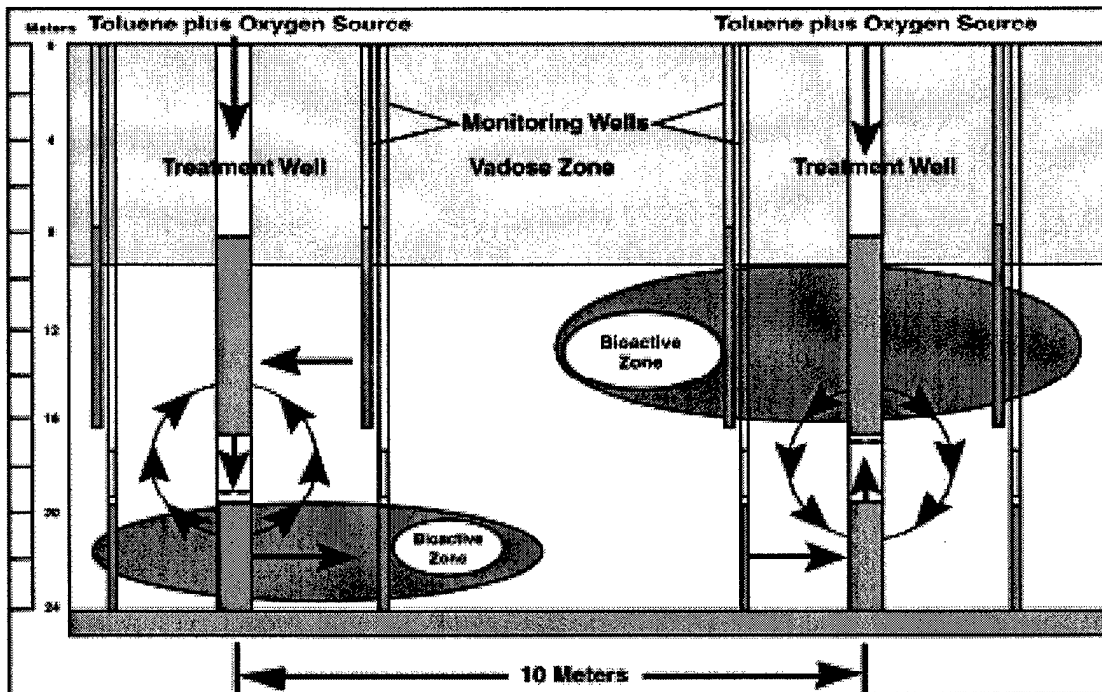 Meters Toluene plus Oxygen Source Toluene plus Oxygen Source
4
Monitoring Wells
Treatment Well Vadose Zone Treatment Well
8
12
Bioactive
Zone
16
20
Bioactive
Zone
24
10 Meters